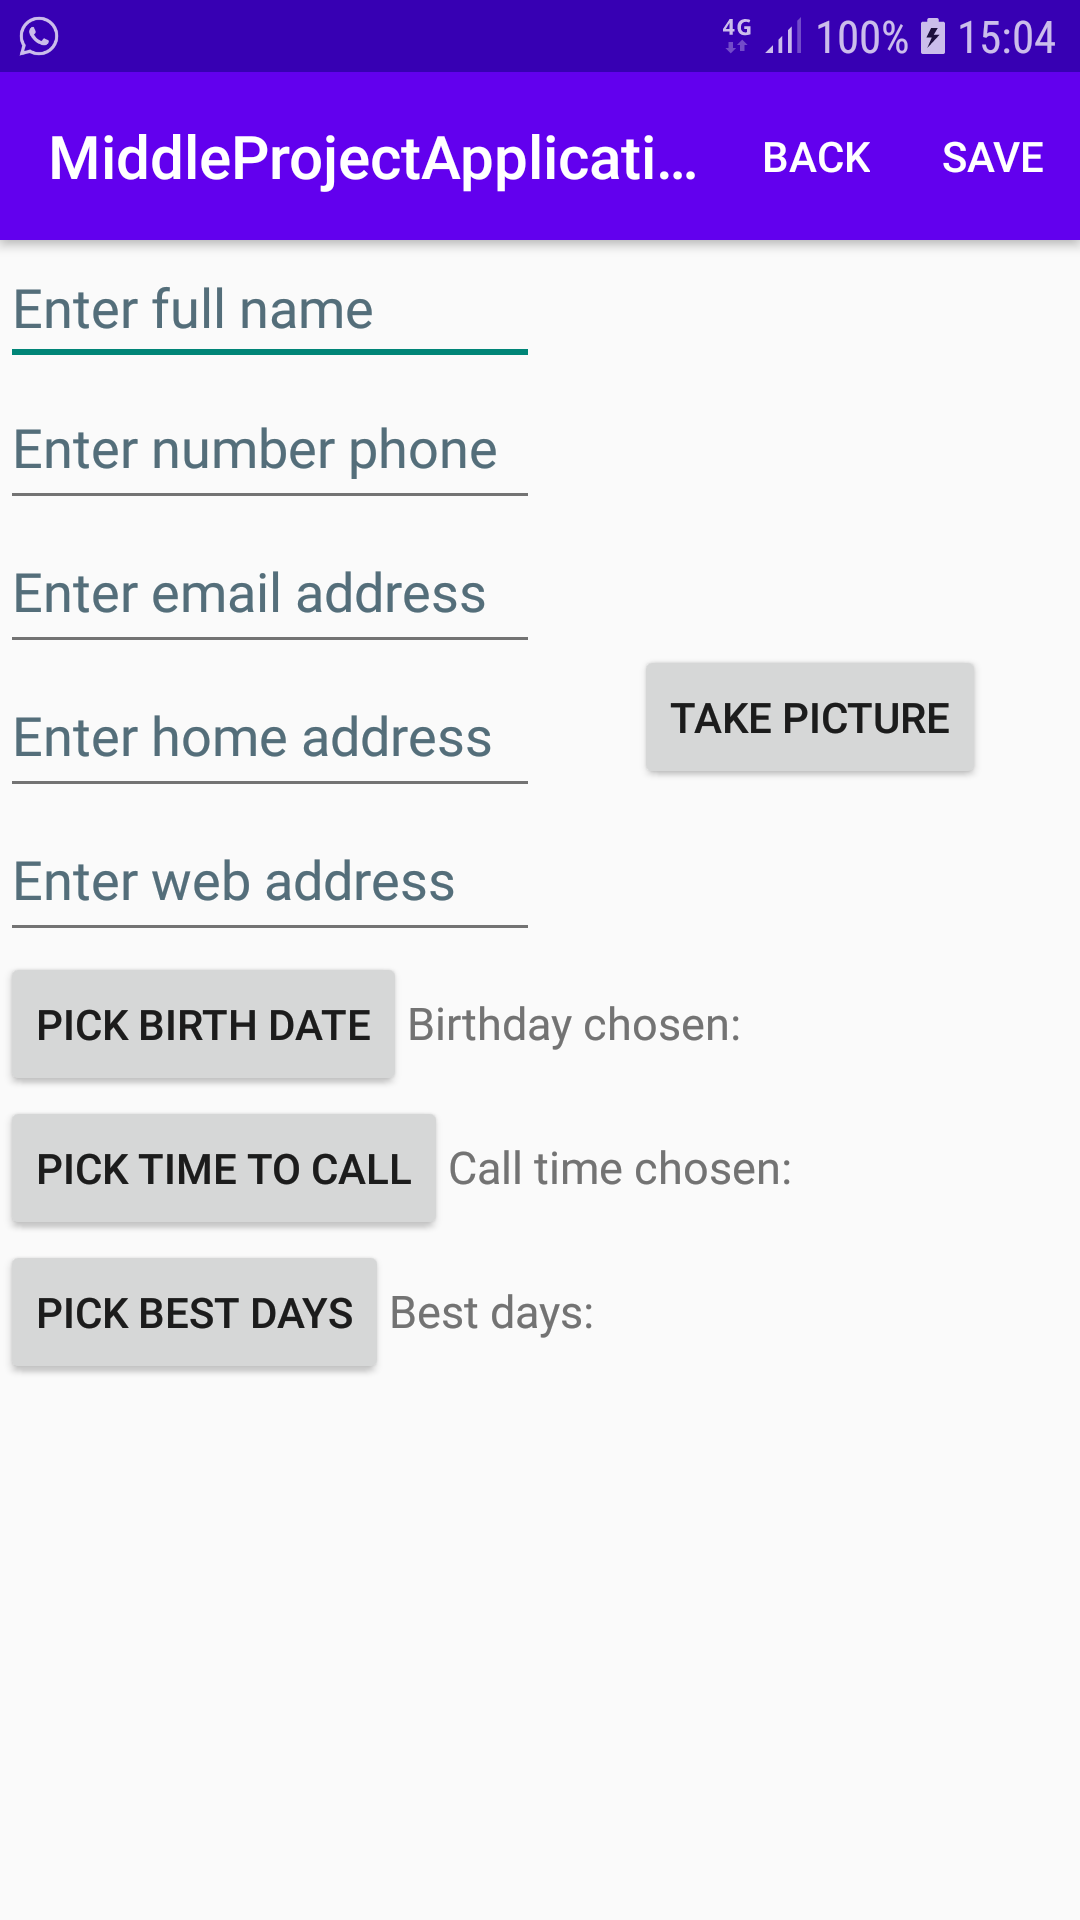 4G 100% 15:04
MiddleProjectApplicati... BACK SAVE
Enter full name
Enter number phone
Enter email address
Enter home address
TAKE PICTURE
Enter web address
PICK BIRTH DATE Birthday chosen:
PICK TIME TO CALL Call time chosen:
PICK BEST DAYS Best days: